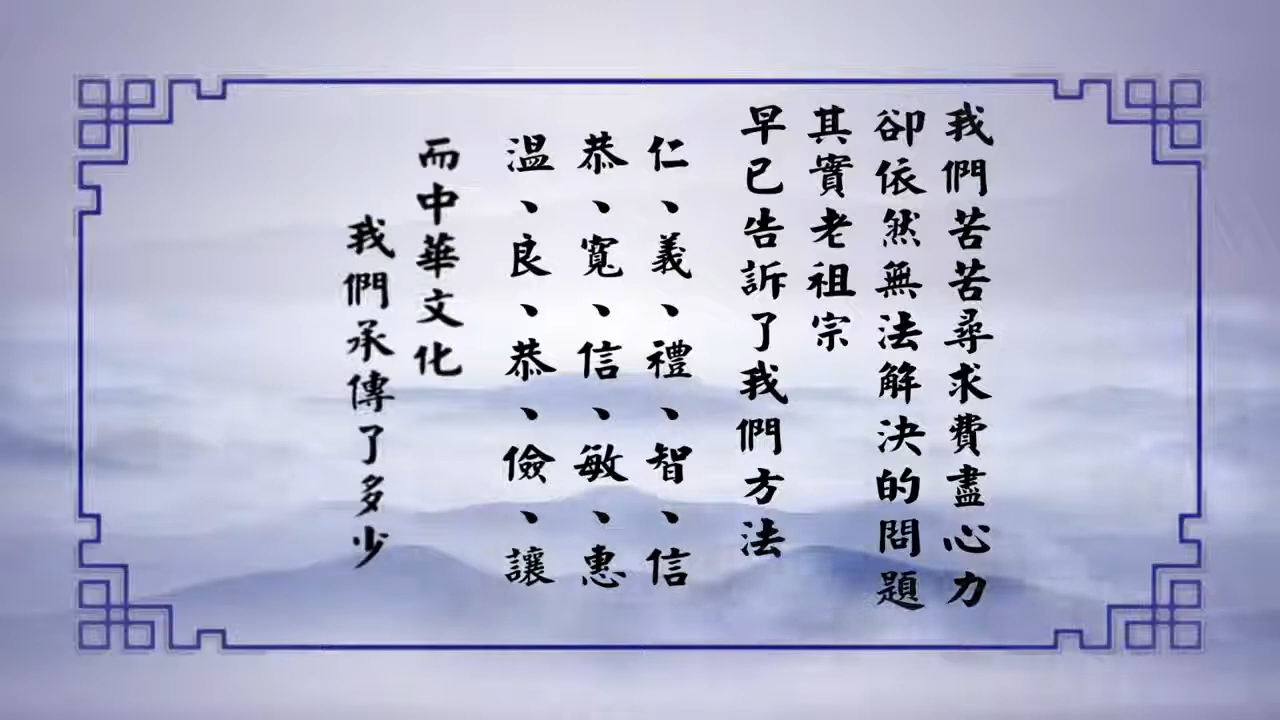 我們苦苦尋求費盡心力
卻依然無法解決的問題
其實老祖宗
早已告訴了我們方法
仁、義、禮、智、信
恭、寬、信、敏、惠
溫、良、恭、儉、讓
而中華文化
我們承傳了多少